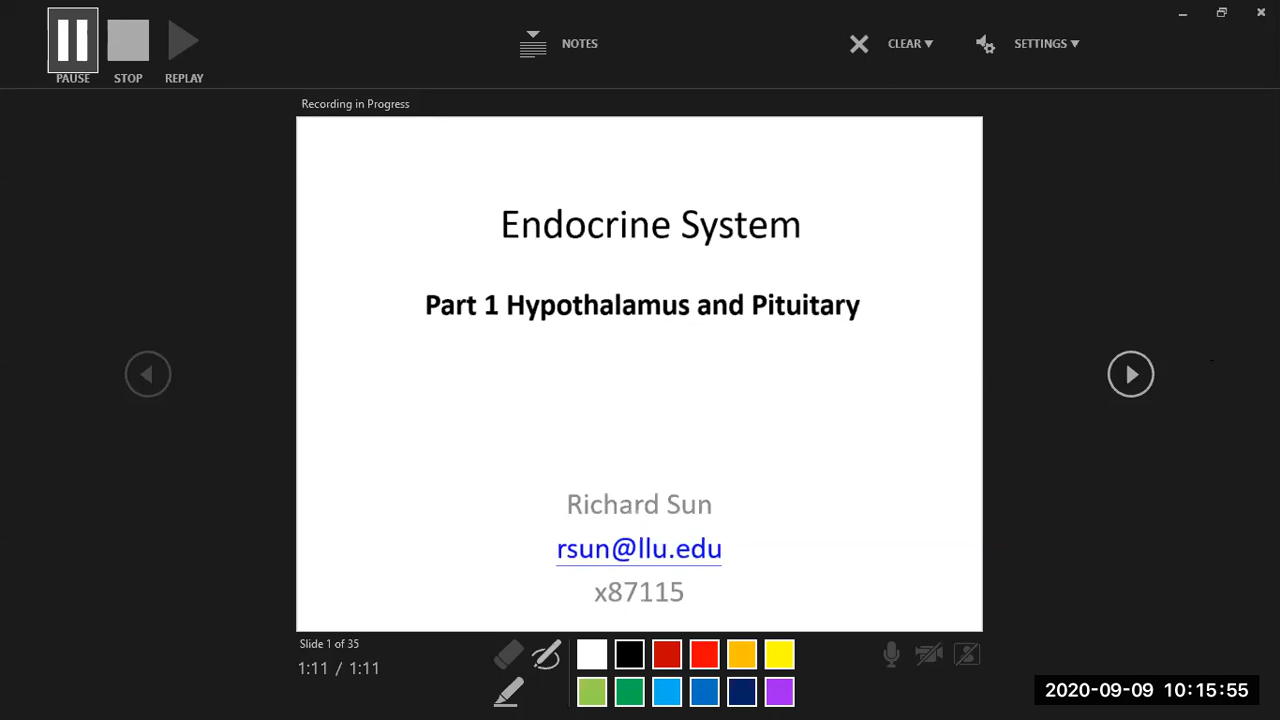 PAUSE STOP REPLAY
NOTES
CLEAR
SETTINGS
Recording in Progress
Endocrine System
Part 1 Hypothalamus and Pituitary
Richard Sun
rsun@llu.edu
x87115
Slide 1 of 35
1:11 / 1:11
2020-09-09 10:15:55